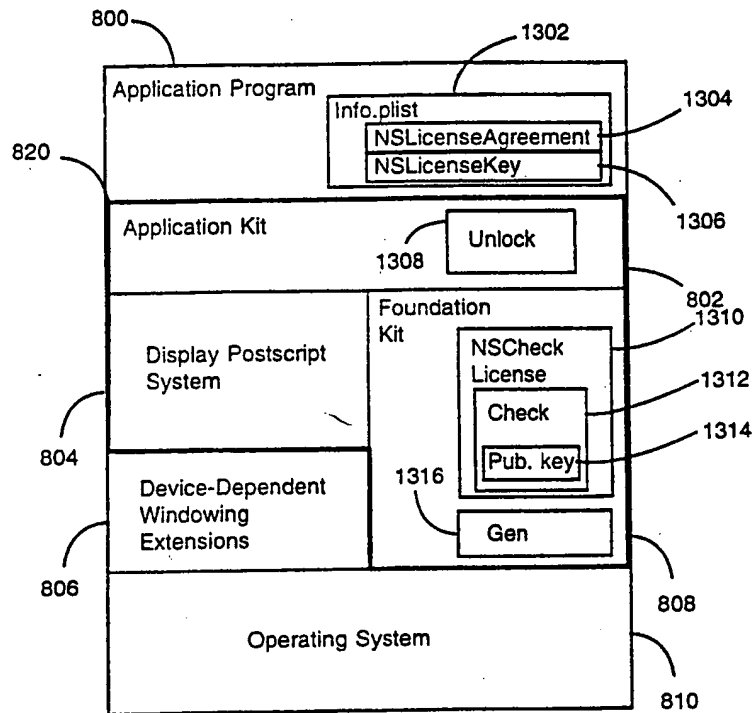 800
1302
Application Program
Info.plist
1304
NSLicenseAgreement
820
NSLicenseKey
1306
Application Kit
Unlock
1308
802
Foundation
Kit
1310
NSCheck
License
Display Postscript
System
1312
Check
1314
Pub. key
804
1316
Device-Dependent
Windowing
Extensions
Gen
806
808
Operating System
810